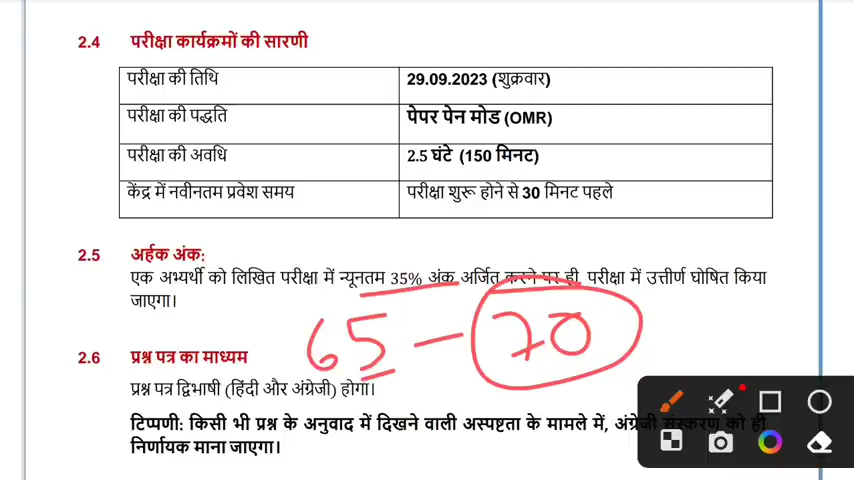 2.4 परीक्षा कार्यक्रमों की सारणी
परीक्षा की तिथि 29.09.2023 (शुक्रवार)
परीक्षा की पद्धति पेपर पेन मोड (OMR)
परीक्षा की अवधि 2.5 घंटे (150 मिनट)
केंद्र में नवीनतम प्रवेश समय परीक्षा शुरू होने से 30 मिनट पहले
2.5 अर्हक अंक:
एक अभ्यर्थी को लिखित परीक्षा में न्यूनतम 35% अंक अर्जित करने पर ही, परीक्षा में उत्तीर्ण घोषित किया
जाएगा।
65 - 70
2.6 प्रश्न पत्र का माध्यम
प्रश्न पत्र द्विभाषी (हिंदी और अंग्रेजी) होगा।
टिप्पणी: किसी भी प्रश्न के अनुवाद में दिखने वाली अस्पष्टता के मामले में, अंग्रेजी संस्करण को ही
निर्णायक माना जाएगा।